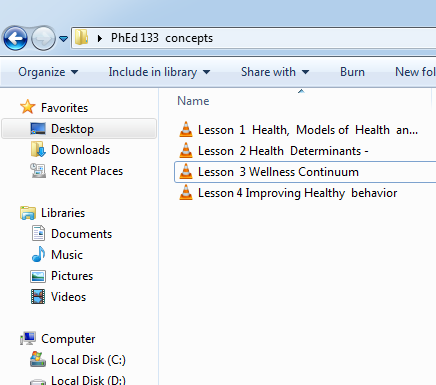 PhEd 133 concepts
Organize Include in library Share with Burn New fol
Favorites
Desktop
Downloads
Recent Places
Libraries
Documents
Music
Pictures
Videos
Computer
Local Disk (C:)
Local Disk (D:)
Name
Lesson 1 Health, Models of Health an...
Lesson 2 Health Determinants -
Lesson 3 Wellness Continuum
Lesson 4 Improving Healthy behavior